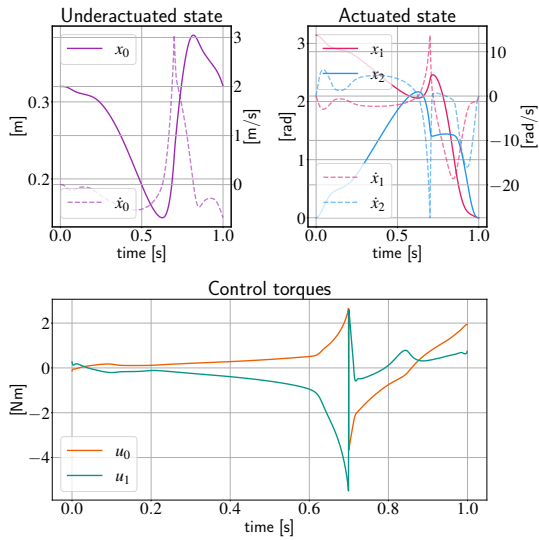 Underactuated state
x₀
ẋ₀
0.3
0.2
[m]
3
2
1
0
[m/s]
0.0
0.5
1.0
time [s]
Actuated state
x₁
x₂
ẋ₁
ẋ₂
3
2
1
0
[rad]
10
0
−10
−20
[rad/s]
0.0
0.5
1.0
time [s]
Control torques
2
0
−2
−4
[Nm]
u₀
u₁
0.0
0.2
0.4
0.6
0.8
1.0
time [s]